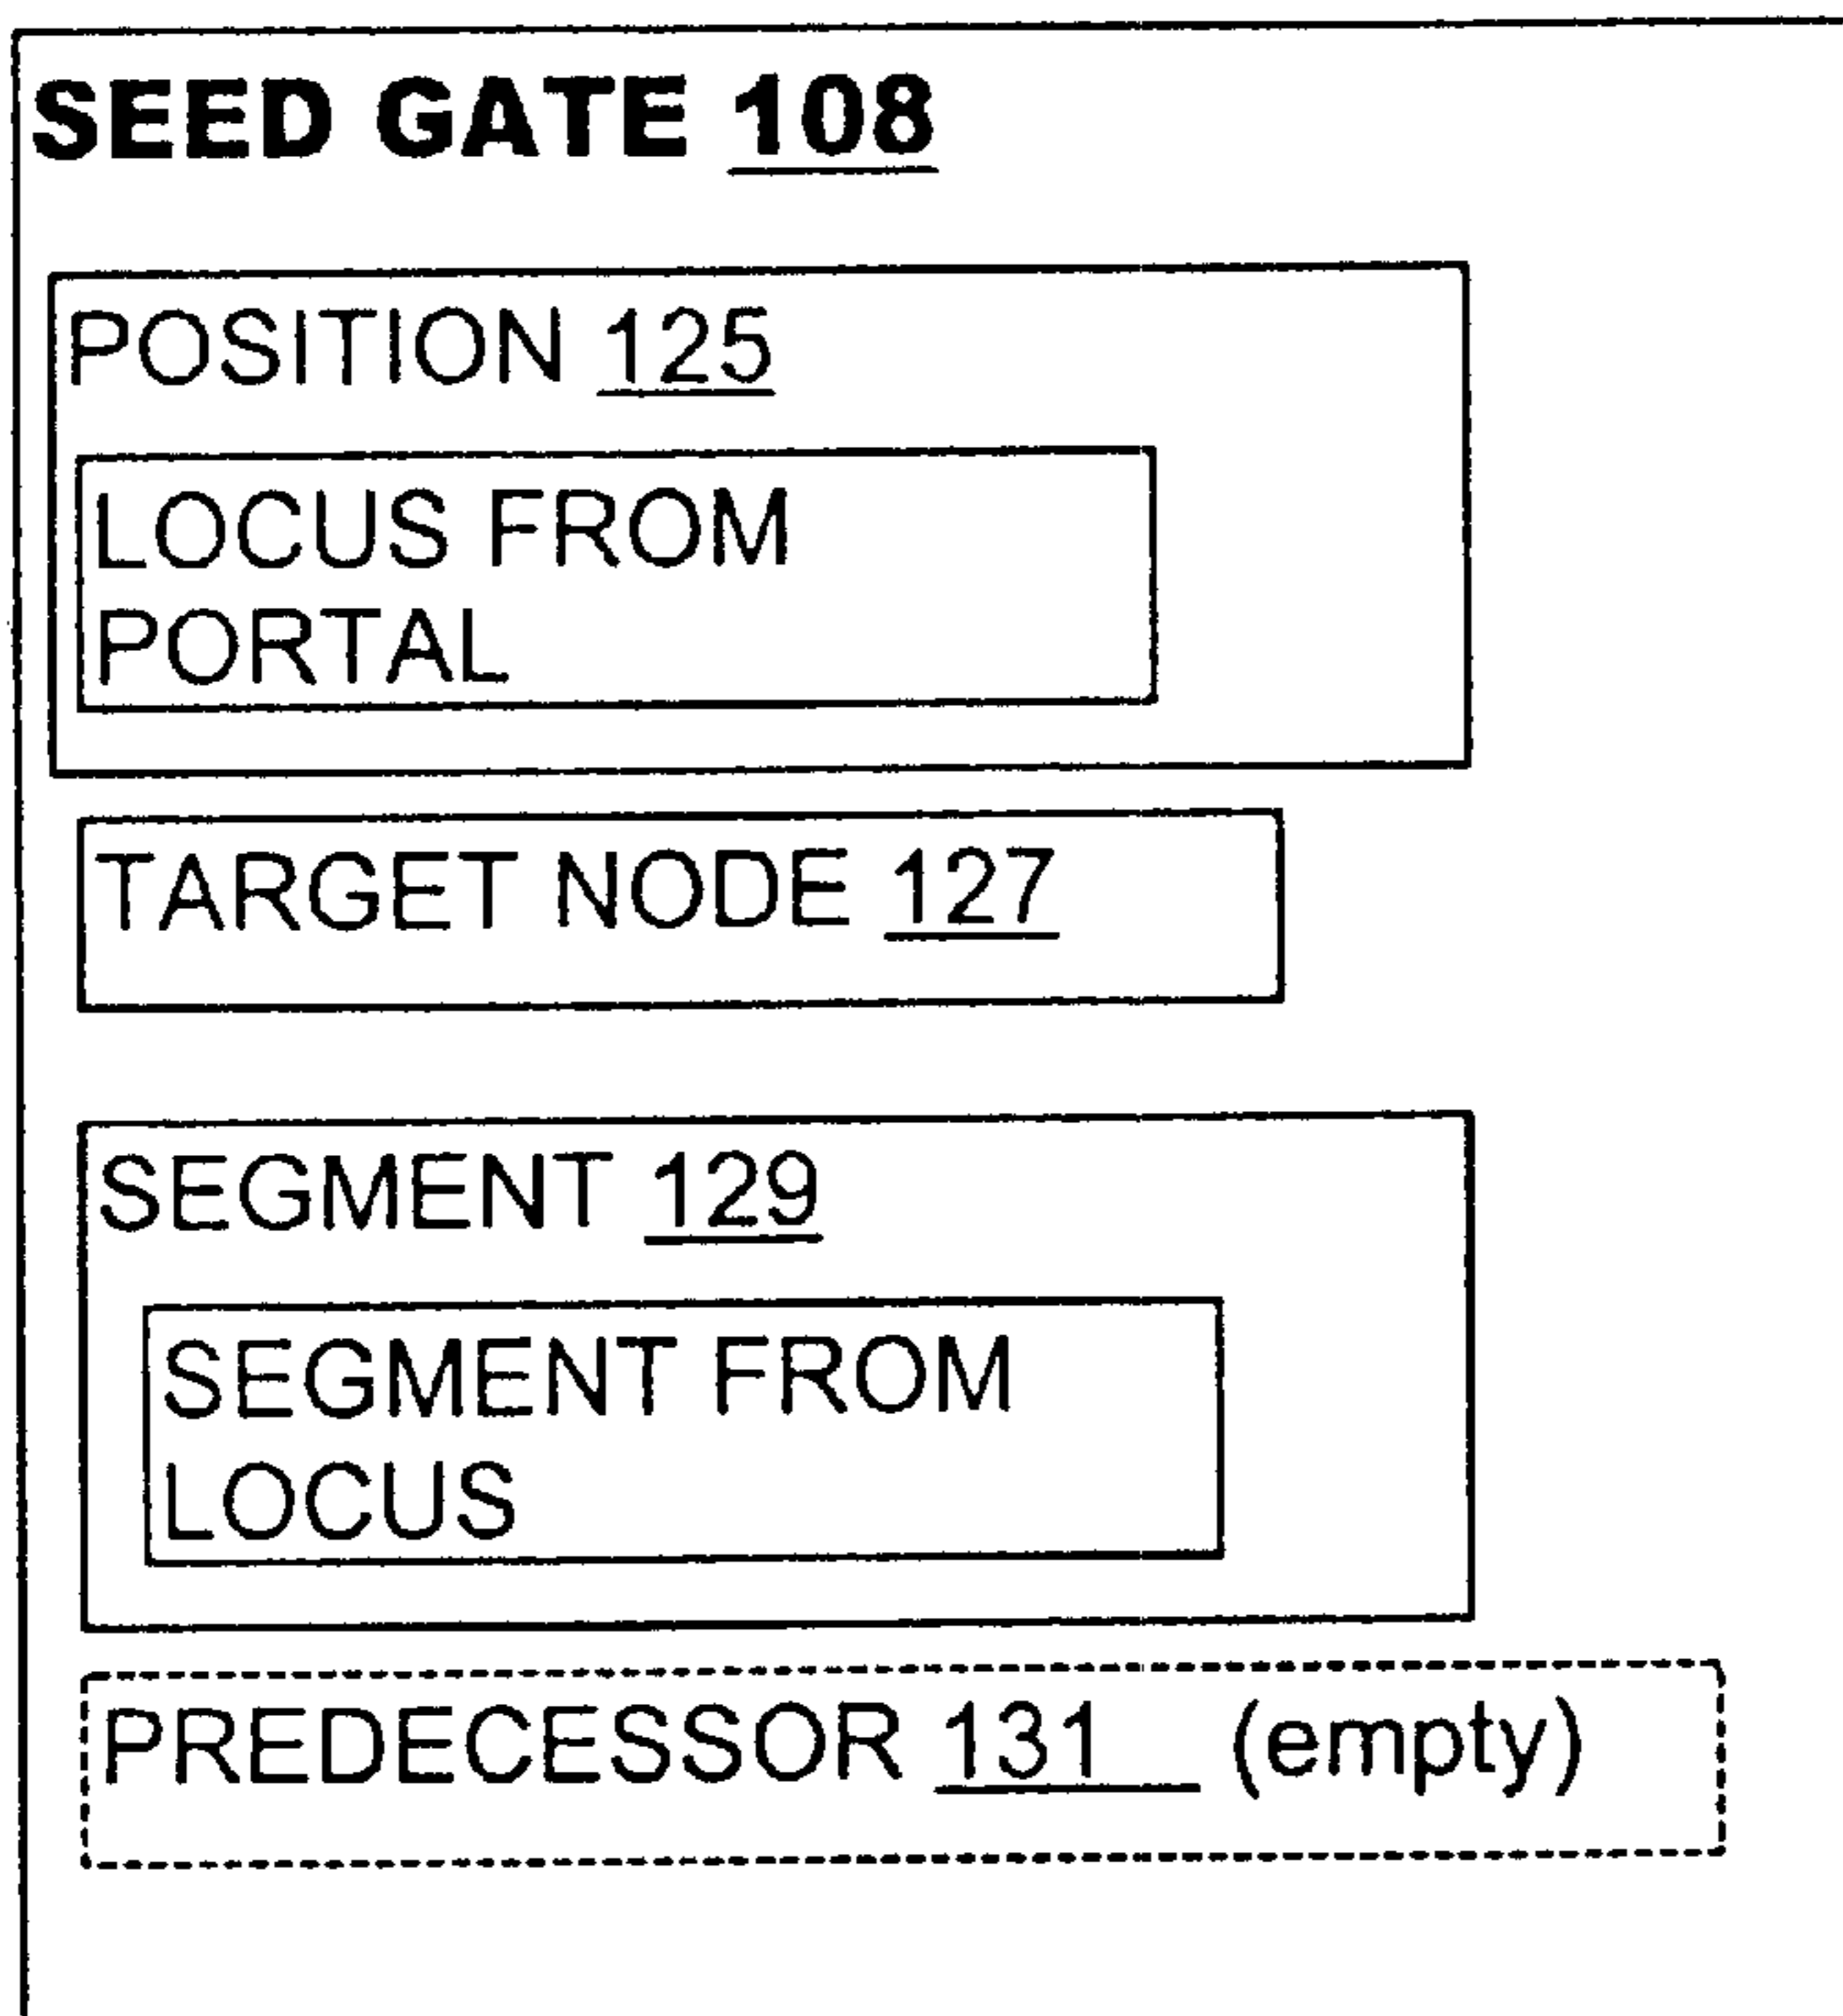 SEED GATE 108
POSITION 125
LOCUS FROM
PORTAL
TARGET NODE 127
SEGMENT 129
SEGMENT FROM
LOCUS
PREDECESSOR 131 (empty)